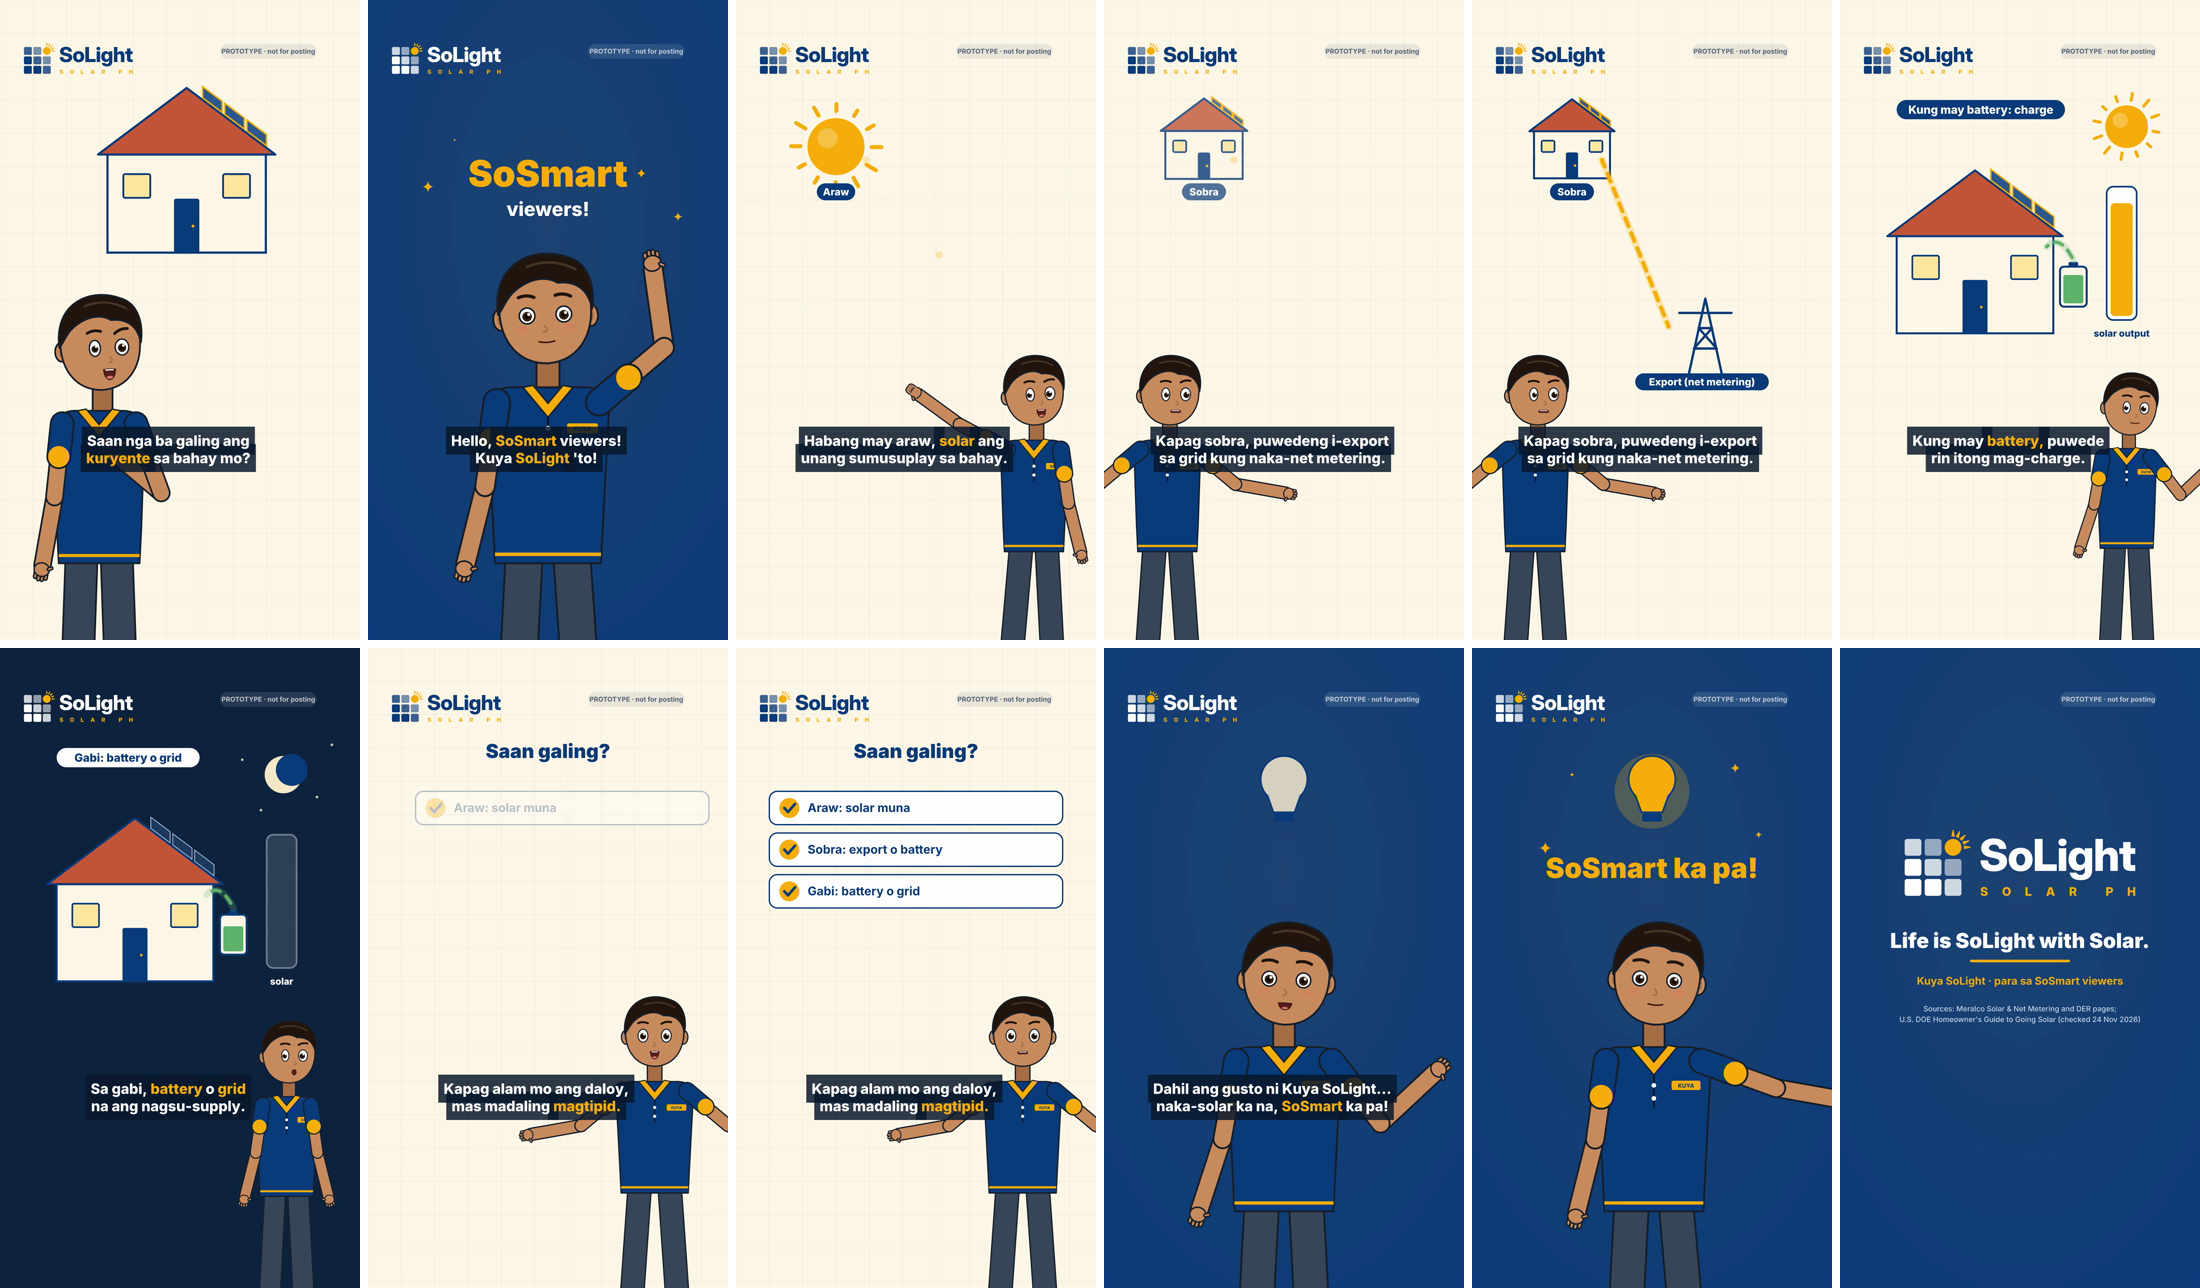 SoLight
SOLAR PH
PROTOTYPE - not for posting
Saan nga ba galing ang
kuryente sa bahay mo?
SoLight
SOLAR PH
PROTOTYPE - not for posting
SoSmart
viewers!
Hello, SoSmart viewers!
Kuya SoLight 'to!
SoLight
SOLAR PH
PROTOTYPE - not for posting
Araw
Habang may araw, solar ang
unang sumusuplay sa bahay.
SoLight
SOLAR PH
PROTOTYPE - not for posting
Sobra
Kapag sobra, puwedeng i-export
sa grid kung naka-net metering.
SoLight
SOLAR PH
PROTOTYPE - not for posting
Sobra
Export (net metering)
Kapag sobra, puwedeng i-export
sa grid kung naka-net metering.
SoLight
SOLAR PH
PROTOTYPE - not for posting
Kung may battery: charge
solar output
Kung may battery, puwede
rin itong mag-charge.
KUYA
SoLight
SOLAR PH
PROTOTYPE - not for posting
Gabi: battery o grid
solar
Sa gabi, battery o grid
na ang nagsu-supply.
SoLight
SOLAR PH
PROTOTYPE - not for posting
Saan galing?
Araw: solar muna
Kapag alam mo ang daloy,
mas madaling magtipid.
KUYA
SoLight
SOLAR PH
PROTOTYPE - not for posting
Saan galing?
Araw: solar muna
Sobra: export o battery
Gabi: battery o grid
Kapag alam mo ang daloy,
mas madaling magtipid.
KUYA
SoLight
SOLAR PH
PROTOTYPE - not for posting
Dahil ang gusto ni Kuya SoLight...
naka-solar ka na, SoSmart ka pa!
SoLight
SOLAR PH
PROTOTYPE - not for posting
SoSmart ka pa!
KUYA
PROTOTYPE - not for posting
SoLight
SOLAR PH
Life is SoLight with Solar.
Kuya SoLight · para sa SoSmart viewers
Sources: Meralco Solar & Net Metering and DER pages;
U.S. DOE Homeowner's Guide to Going Solar (checked 24 Nov 2026)